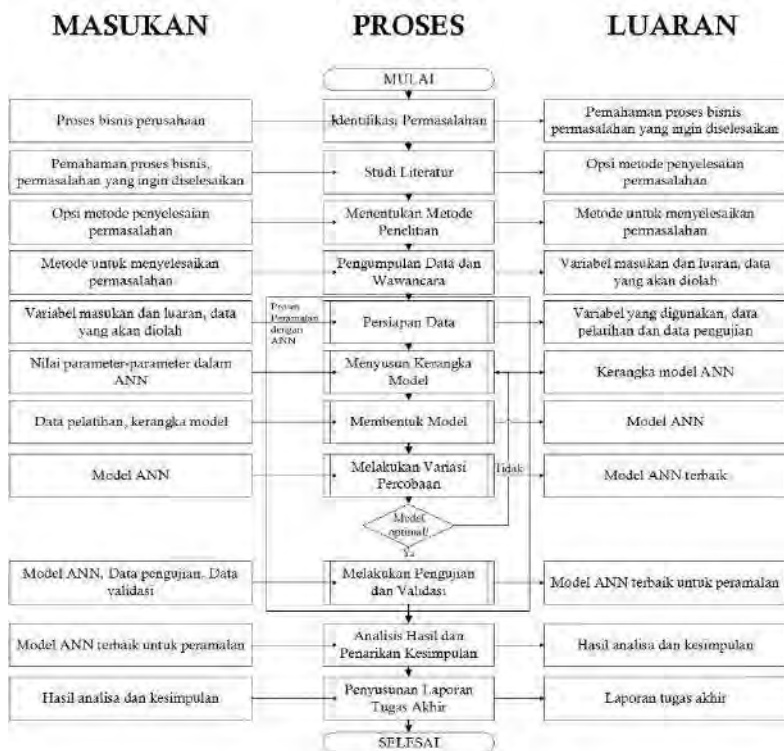 MASUKAN PROSES LUARAN
MULAI
Proses bisnis perusahaan
Identifikasi Permasalahan
Pemahaman proses bisnis
permasalahan yang ingin diselesaikan
Pemahaman proses bisnis,
permasalahan yang ingin diselesaikan
Studi Literatur
Opsi metode penyelesaian
permasalahan
Opsi metode penyelesaian
permasalahan
Menentukan Metode
Penelitian
Metode untuk menyelesaikan
permasalahan
Metode untuk menyelesaikan
permasalahan
Pengumpulan Data dan
Wawancara
Variabel masukan dan luaran, data
yang akan diolah
Variabel masukan dan luaran, data
yang akan diolah
Proses
Peramalan
dengan
ANN
Persiapan Data
Variabel yang digunakan, data
pelatihan dan data pengujian
Nilai parameter-parameter dalam
ANN
Menyusun Kerangka
Model
Kerangka model ANN
Data pelatihan, kerangka model
Membentuk Model
Model ANN
Model ANN
Melakukan Variasi
Percobaan
Tidak
Model ANN terbaik
Model
optimal?
Ya
Model ANN, Data pengujian, Data
validasi
Melakukan Pengujian
dan Validasi
Model ANN terbaik untuk peramalan
Model ANN terbaik untuk peramalan
Analisis Hasil dan
Penarikan Kesimpulan
Hasil analisa dan kesimpulan
Hasil analisa dan kesimpulan
Penyusunan Laporan
Tugas Akhir
Laporan tugas akhir
SELESAI